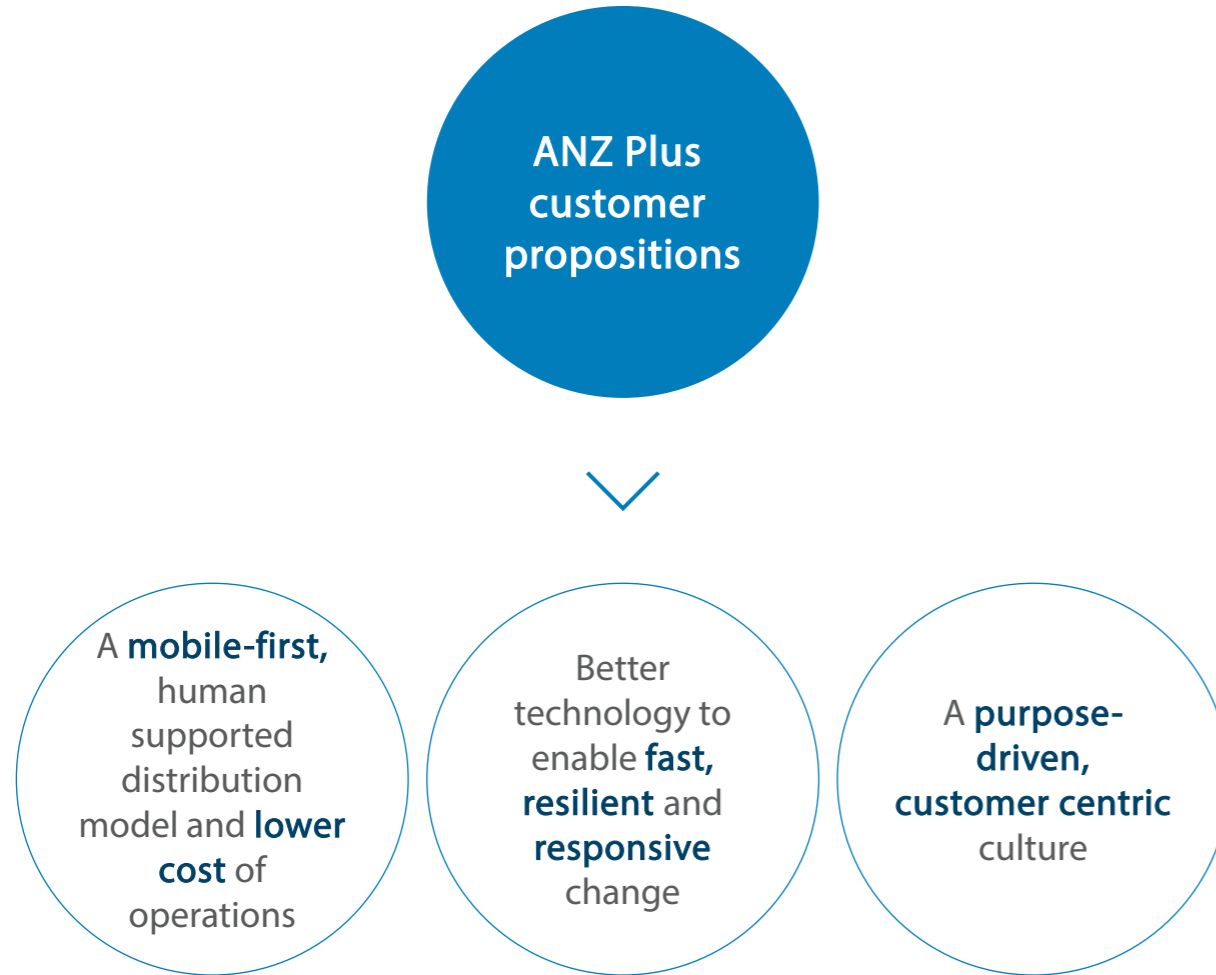 ANZ Plus
customer
propositions
A mobile-first,
human
supported
distribution
model and lower
cost of
operations
Better
technology to
enable fast,
resilient and
responsive
change
A purpose-
driven,
customer centric
culture